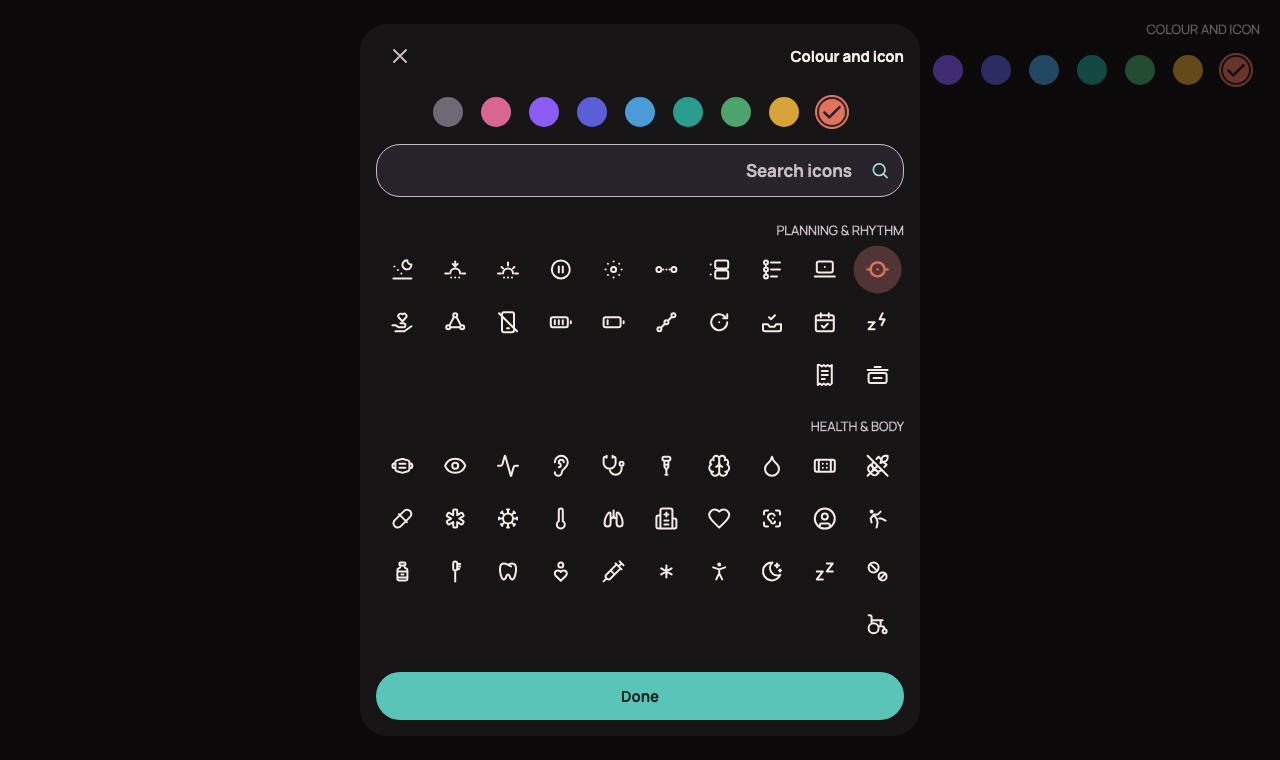 COLOUR AND ICON
Colour and icon
Search icons
PLANNING & RHYTHM
HEALTH & BODY
Done